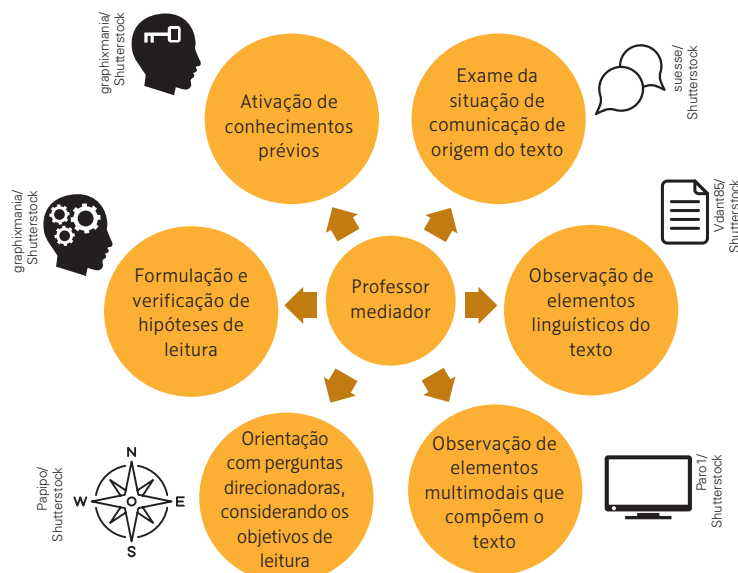 graphixmania/
Shutterstock
Ativação de
conhecimentos
prévios
Exame da
situação de
comunicação de
origem do texto
suesse/
Shutterstock
graphixmania/
Shutterstock
Formulação e
verificação de
hipóteses de
leitura
Professor
mediador
Observação de
elementos
linguísticos do
texto
Vdant85/
Shutterstock
Papipo/
Shutterstock
N
W
E
S
Orientação
com perguntas
direcionadoras,
considerando os
objetivos de
leitura
Observação de
elementos
multimodais que
compõem o
texto
Paro1/
Shutterstock